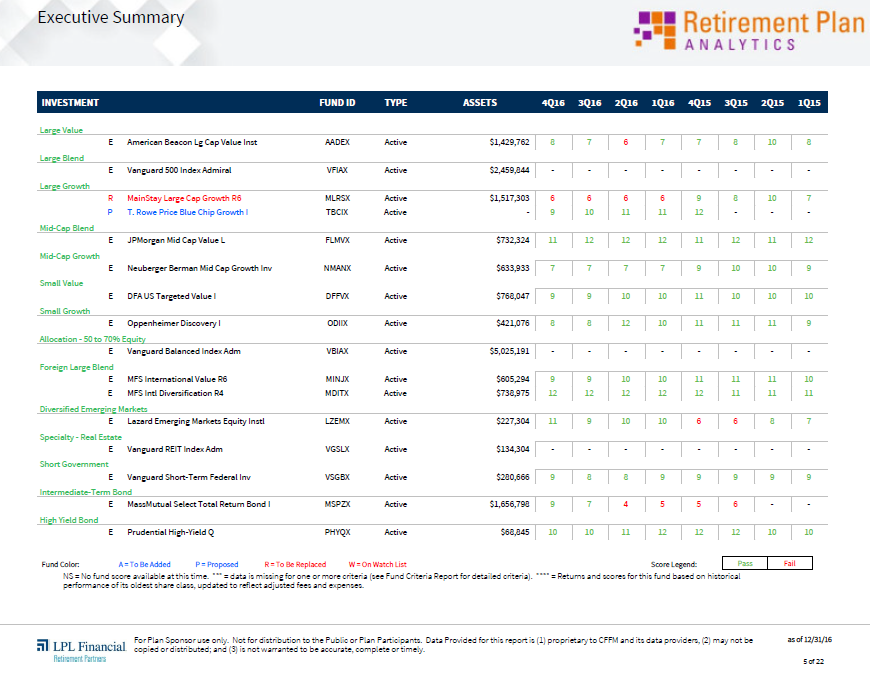 Executive Summary
Retirement Plan
ANALYTICS
INVESTMENT FUND ID TYPE ASSETS 4Q16 3Q16 2Q16 1Q16 4Q15 3Q15 2Q15 1Q15
Large Value
E American Beacon Lg Cap Value Inst AADEX Active $1,429,762 8 7 6 7 7 8 10 8
Large Blend
E Vanguard 500 Index Admiral VFIAX Active $2,459,844 - - - - - - - -
Large Growth
R MainStay Large Cap Growth R6 MLRSX Active $1,517,303 6 6 6 6 9 8 10 7
P T. Rowe Price Blue Chip Growth I TBCIX Active - 9 10 11 11 12 - - -
Mid-Cap Blend
E JPMorgan Mid Cap Value L FLMVX Active $732,324 11 12 12 12 11 12 11 12
Mid-Cap Growth
E Neuberger Berman Mid Cap Growth Inv NMANX Active $633,933 7 7 7 7 9 10 10 9
Small Value
E DFA US Targeted Value I DFFVX Active $768,047 9 9 10 10 11 10 10 10
Small Growth
E Oppenheimer Discovery I ODIIX Active $421,076 8 8 12 10 11 11 11 9
Allocation - 50 to 70% Equity
E Vanguard Balanced Index Adm VBIAX Active $5,025,191 - - - - - - - -
Foreign Large Blend
E MFS International Value R6 MINJX Active $605,294 9 9 10 10 11 11 11 10
E MFS Intl Diversification R4 MDITX Active $738,975 12 12 12 12 12 11 11 11
Diversified Emerging Markets
E Lazard Emerging Markets Equity Instl LZEMX Active $227,304 11 9 10 10 6 6 8 7
Specialty - Real Estate
E Vanguard REIT Index Adm VGSLX Active $134,304 - - - - - - - -
Short Government
E Vanguard Short-Term Federal Inv VSGBX Active $280,666 9 8 8 9 9 9 9 9
Intermediate-Term Bond
E MassMutual Select Total Return Bond I MSPZX Active $1,656,798 9 7 4 5 5 6 - -
High Yield Bond
E Prudential High-Yield Q PHYQX Active $68,845 10 10 11 12 12 12 10 10
Fund Color: A = To Be Added P = Proposed R = To Be Replaced W = On Watch List Score Legend: Pass Fail
NS = No fund score available at this time. *** = data is missing for one or more criteria (see Fund Criteria Report for detailed criteria). **** = Returns and scores for this fund based on historical
performance of its oldest share class, updated to reflect adjusted fees and expenses.
LPL Financial
Retirement Partners
For Plan Sponsor use only. Not for distribution to the Public or Plan Participants. Data Provided for this report is (1) proprietary to CFFM and its data providers, (2) may not be
copied or distributed; and (3) is not warranted to be accurate, complete or timely.
as of 12/31/16
5 of 22